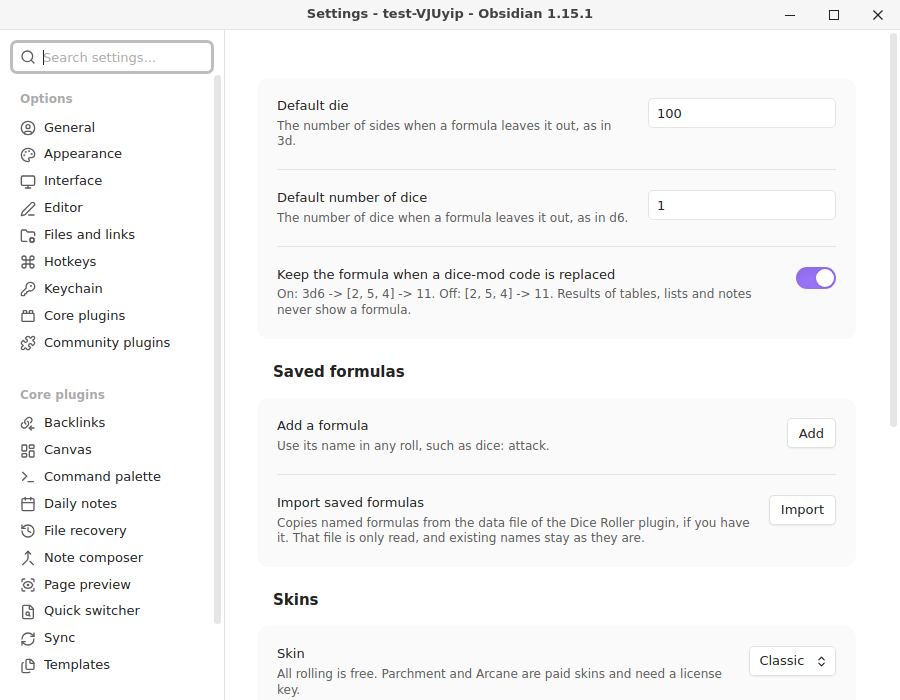 Settings - test-VJUyip - Obsidian 1.15.1
Search settings...
Options
General
Appearance
Interface
Editor
Files and links
Hotkeys
Keychain
Core plugins
Community plugins
Core plugins
Backlinks
Canvas
Command palette
Daily notes
File recovery
Note composer
Page preview
Quick switcher
Sync
Templates
Default die
The number of sides when a formula leaves it out, as in
3d.
100
Default number of dice
The number of dice when a formula leaves it out, as in d6.
1
Keep the formula when a dice-mod code is replaced
On: 3d6 -> [2, 5, 4] -> 11. Off: [2, 5, 4] -> 11. Results of tables, lists and notes
never show a formula.
Saved formulas
Add a formula
Use its name in any roll, such as dice: attack.
Add
Import saved formulas
Copies named formulas from the data file of the Dice Roller plugin, if you have
it. That file is only read, and existing names stay as they are.
Import
Skins
Skin
All rolling is free. Parchment and Arcane are paid skins and need a license
key.
Classic